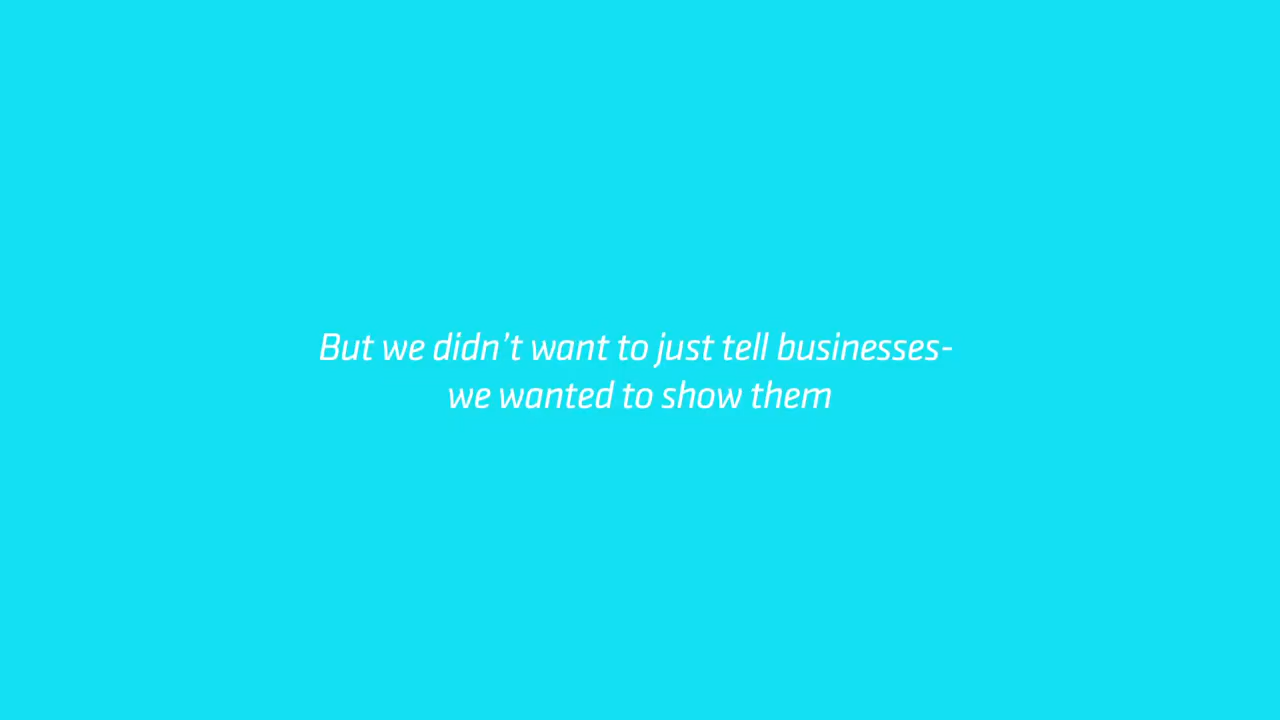 But we didn’t want to just tell businesses-
we wanted to show them